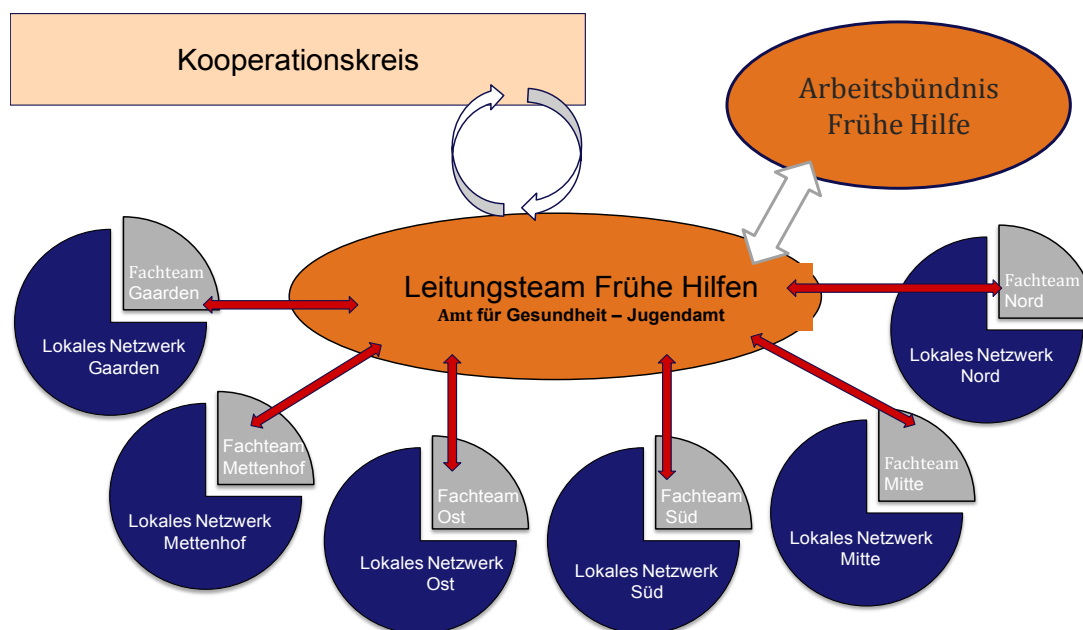 Kooperationskreis
Arbeitsbündnis
Frühe Hilfe
Leitungsteam Frühe Hilfen
Amt für Gesundheit – Jugendamt
Fachteam
Gaarden
Lokales Netzwerk
Gaarden
Fachteam
Mettenhof
Lokales Netzwerk
Mettenhof
Fachteam
Ost
Lokales Netzwerk
Ost
Fachteam
Süd
Lokales Netzwerk
Süd
Fachteam
Mitte
Lokales Netzwerk
Mitte
Fachteam
Nord
Lokales Netzwerk
Nord